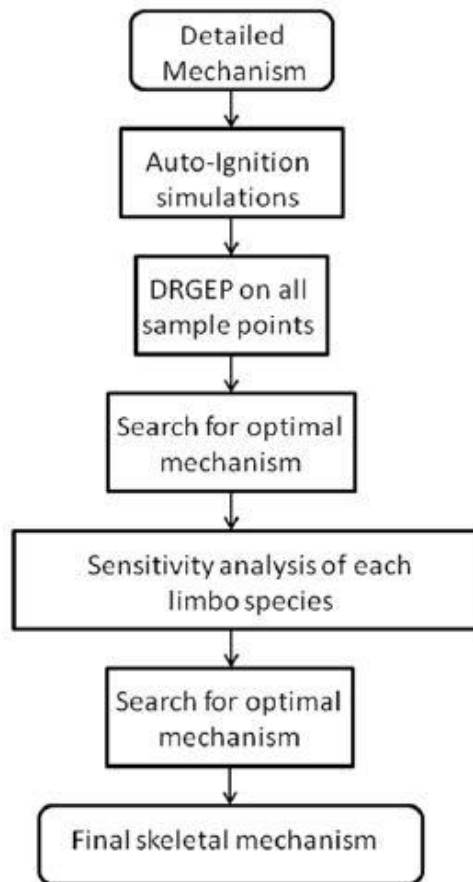 Detailed
Mechanism
Auto-Ignition
simulations
DRGEP on all
sample points
Search for optimal
mechanism
Sensitivity analysis of each
limbo species
Search for optimal
mechanism
Final skeletal mechanism